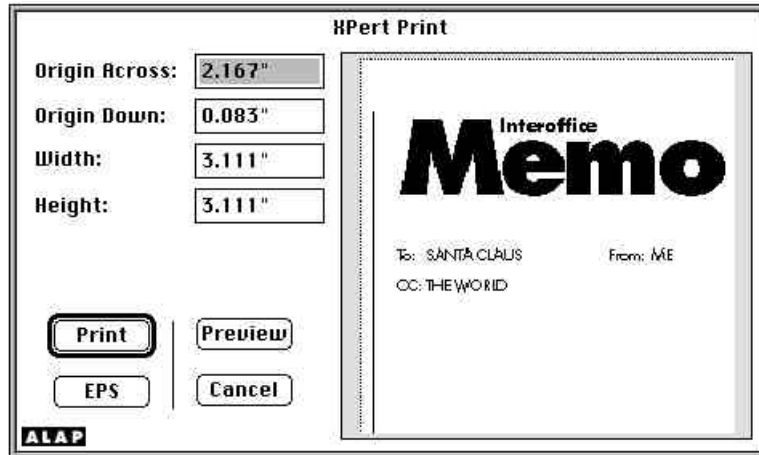 XPert Print
Origin Across: 2.167"
Origin Down: 0.083"
Width: 3.111"
Height: 3.111"
Print
Preview
EPS
Cancel
ALAP
Interoffice
Memo
To: SANTA CLAUS From: ME
CC: THE WORLD